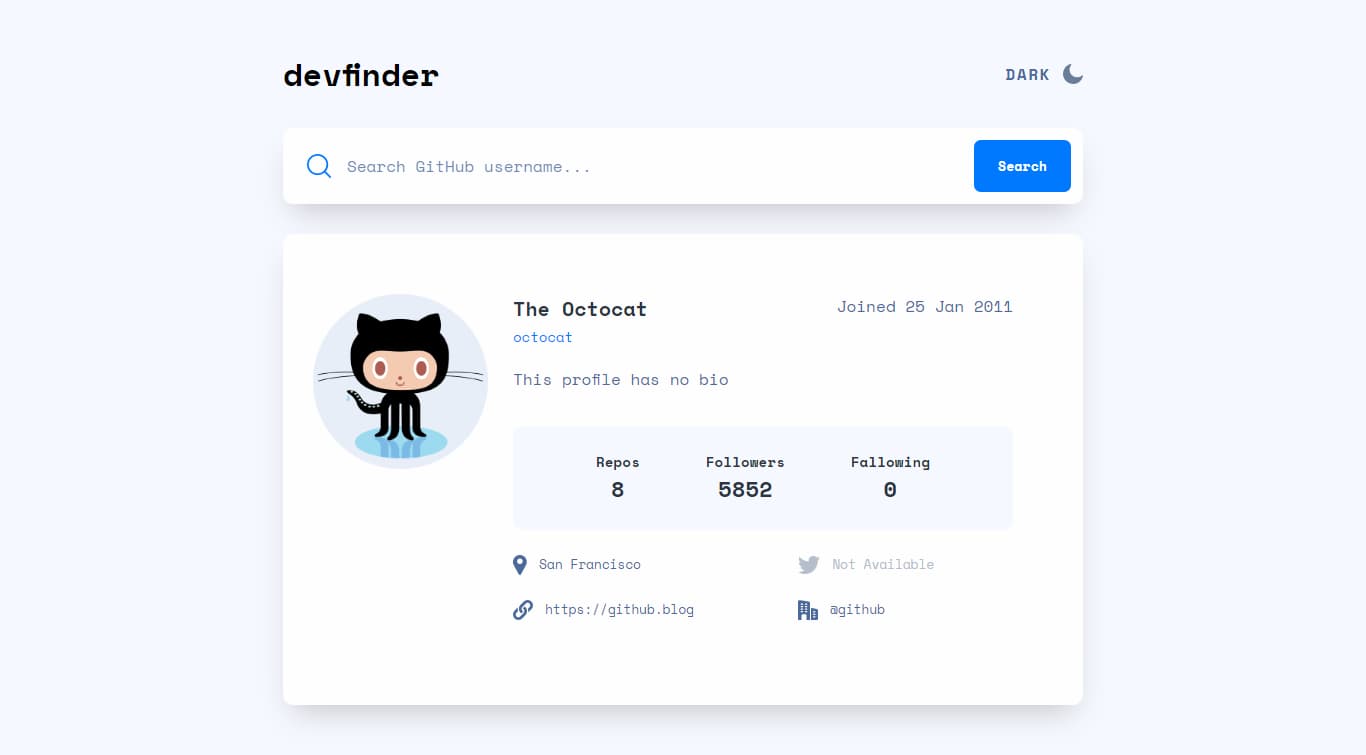 devfinder
DARK
Search GitHub username...
Search
The Octocat
Joined 25 Jan 2011
octocat
This profile has no bio
Repos
8
Followers
5852
Fallowing
0
San Francisco
Not Available
https://github.blog
@github